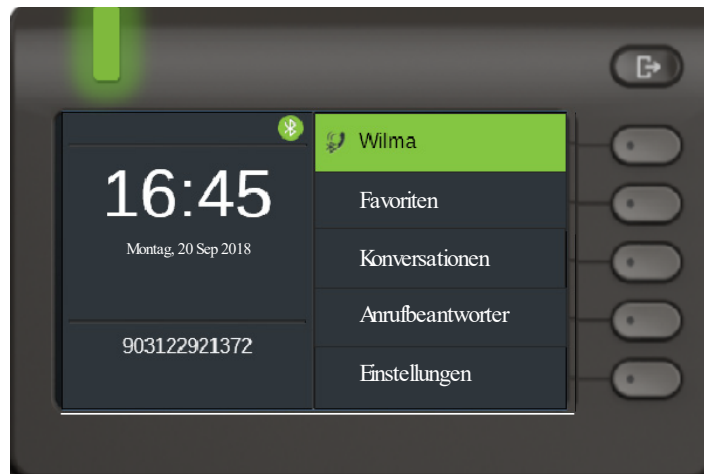 16:45
Montag, 20 Sep 2018
903122921372
Wilma
Favoriten
Konversationen
Anrufbeantworter
Einstellungen